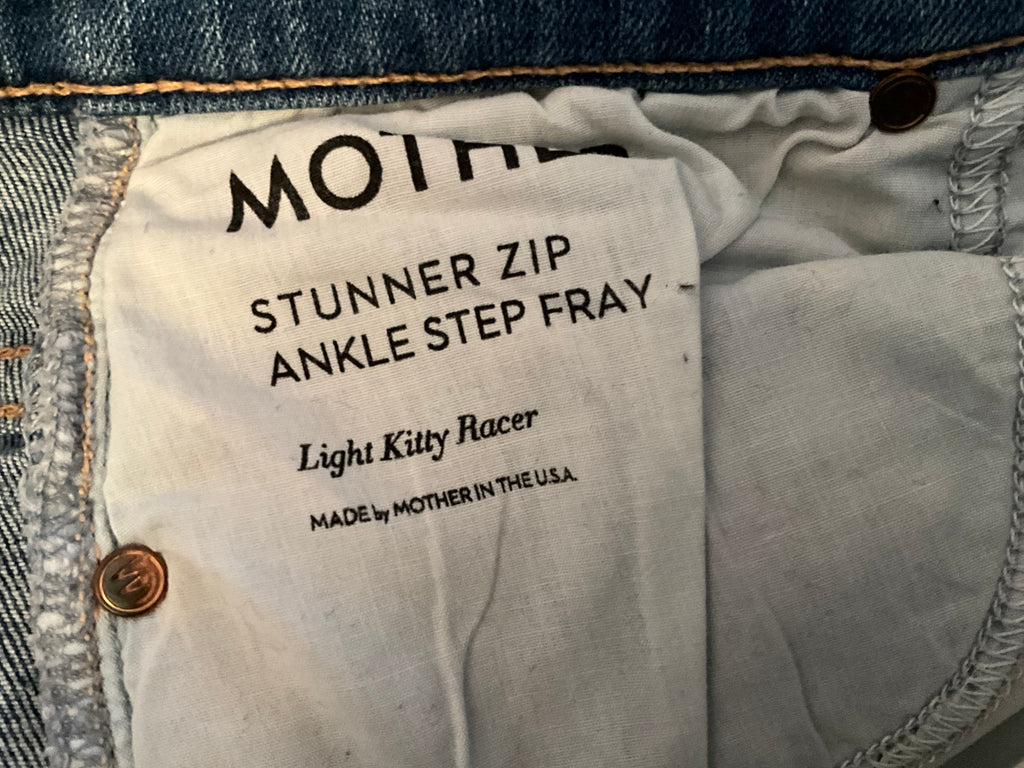 MOTHER
STUNNER ZIP
ANKLE STEP FRAY
Light Kitty Racer
MADE by MOTHER IN THE U.S.A.